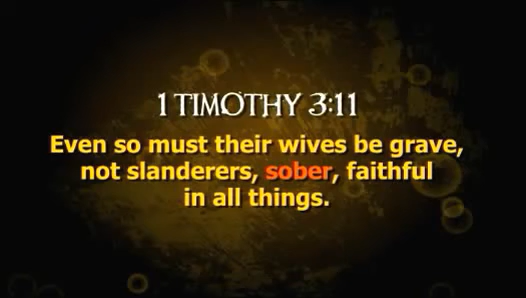 1 TIMOTHY 3:11
Even so must their wives be grave,
not slanderers, sober, faithful
in all things.